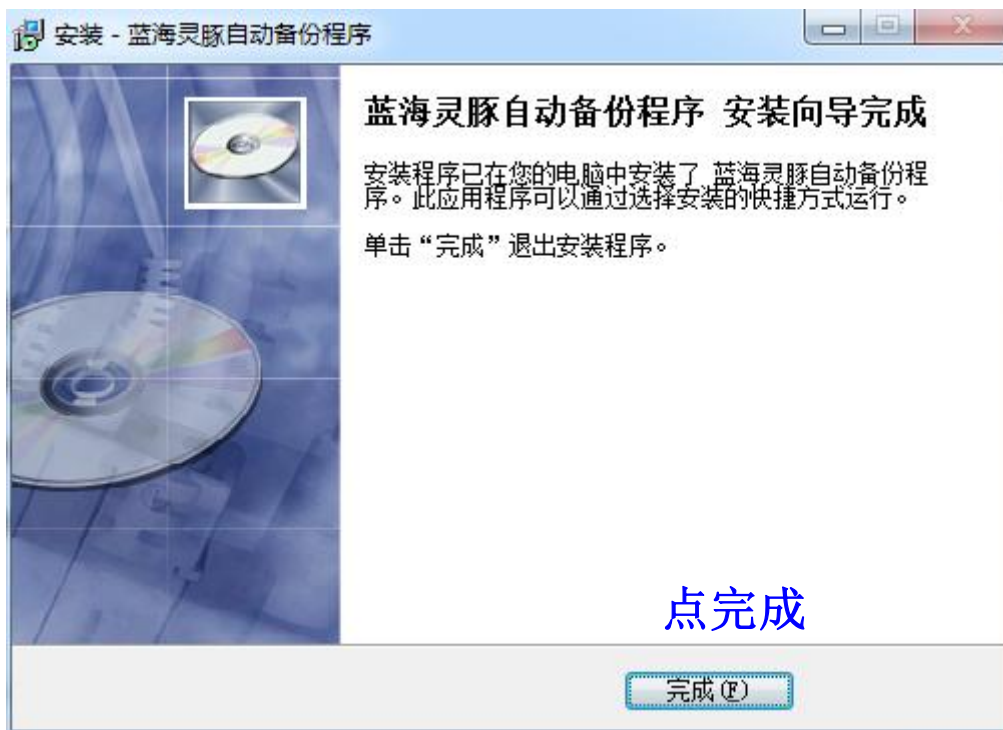 安装 - 蓝海灵豚自动备份程序
蓝海灵豚自动备份程序 安装向导完成
安装程序已在您的电脑中安装了 蓝海灵豚自动备份程
序。此应用程序可以通过选择安装的快捷方式运行。
单击“完成”退出安装程序。
点完成
完成(F)